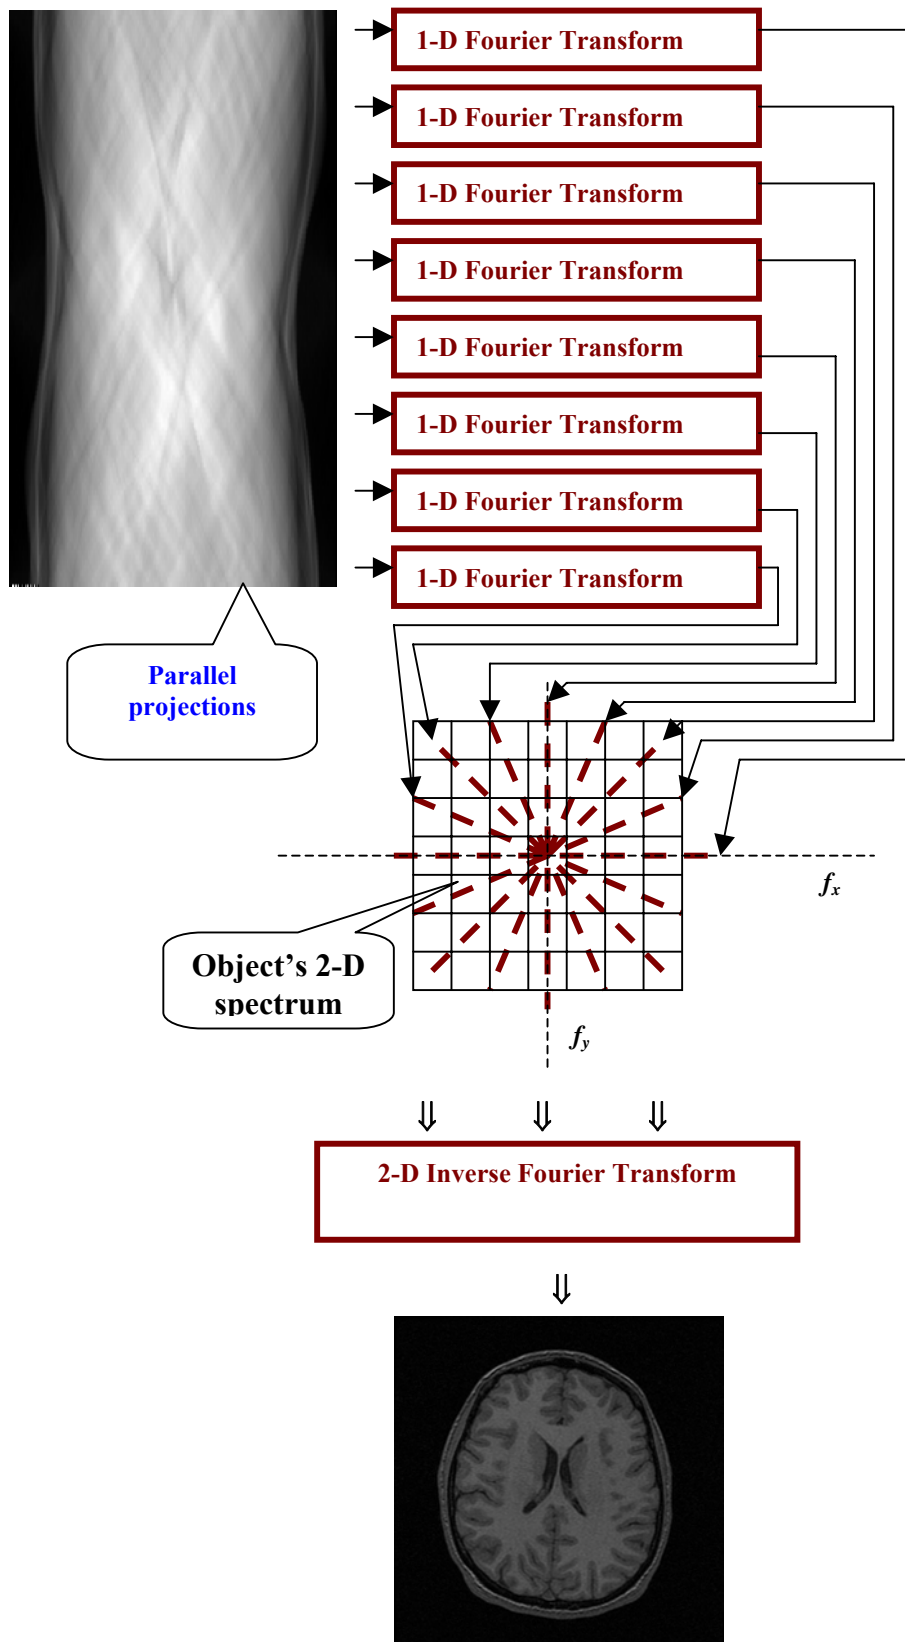 1-D Fourier Transform
1-D Fourier Transform
1-D Fourier Transform
1-D Fourier Transform
1-D Fourier Transform
1-D Fourier Transform
1-D Fourier Transform
1-D Fourier Transform
Parallel
projections
fx
Object’s 2-D
spectrum
fy
2-D Inverse Fourier Transform